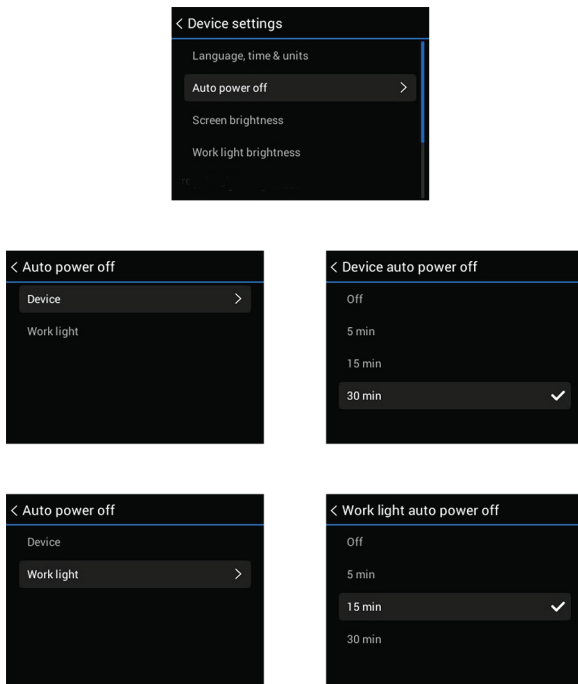 Device settings
Language, time & units
Auto power off
Screen brightness
Work light brightness
Auto power off
Device
Work light
Device auto power off
Off
5 min
15 min
30 min
Auto power off
Device
Work light
Work light auto power off
Off
5 min
15 min
30 min